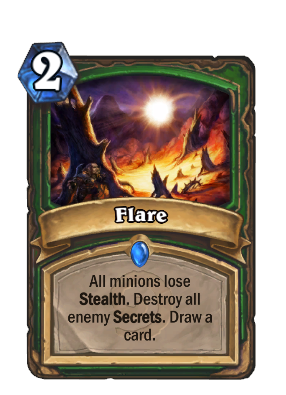 2
Flare
All minions lose
Stealth. Destroy all
enemy Secrets. Draw a
card.